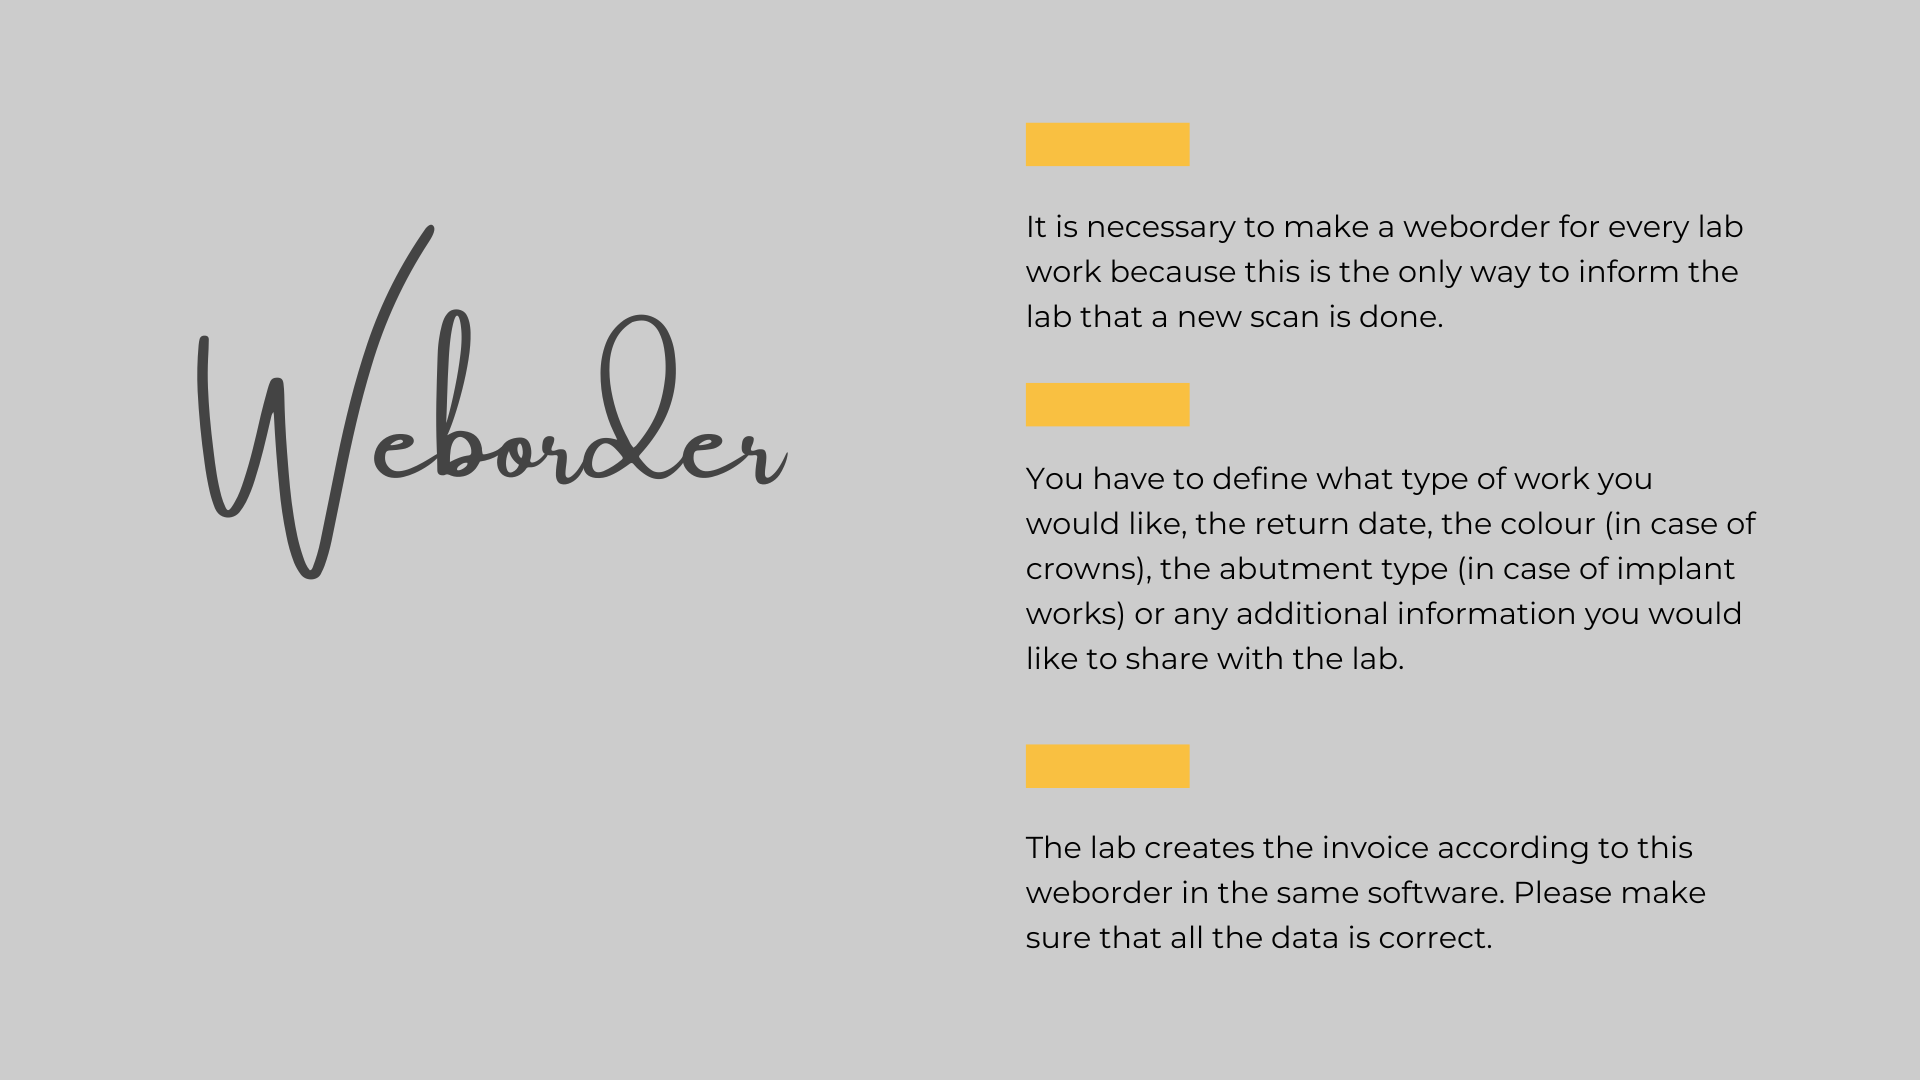 Weborder
It is necessary to make a weborder for every lab
work because this is the only way to inform the
lab that a new scan is done.
You have to define what type of work you
would like, the return date, the colour (in case of
crowns), the abutment type (in case of implant
works) or any additional information you would
like to share with the lab.
The lab creates the invoice according to this
weborder in the same software. Please make
sure that all the data is correct.